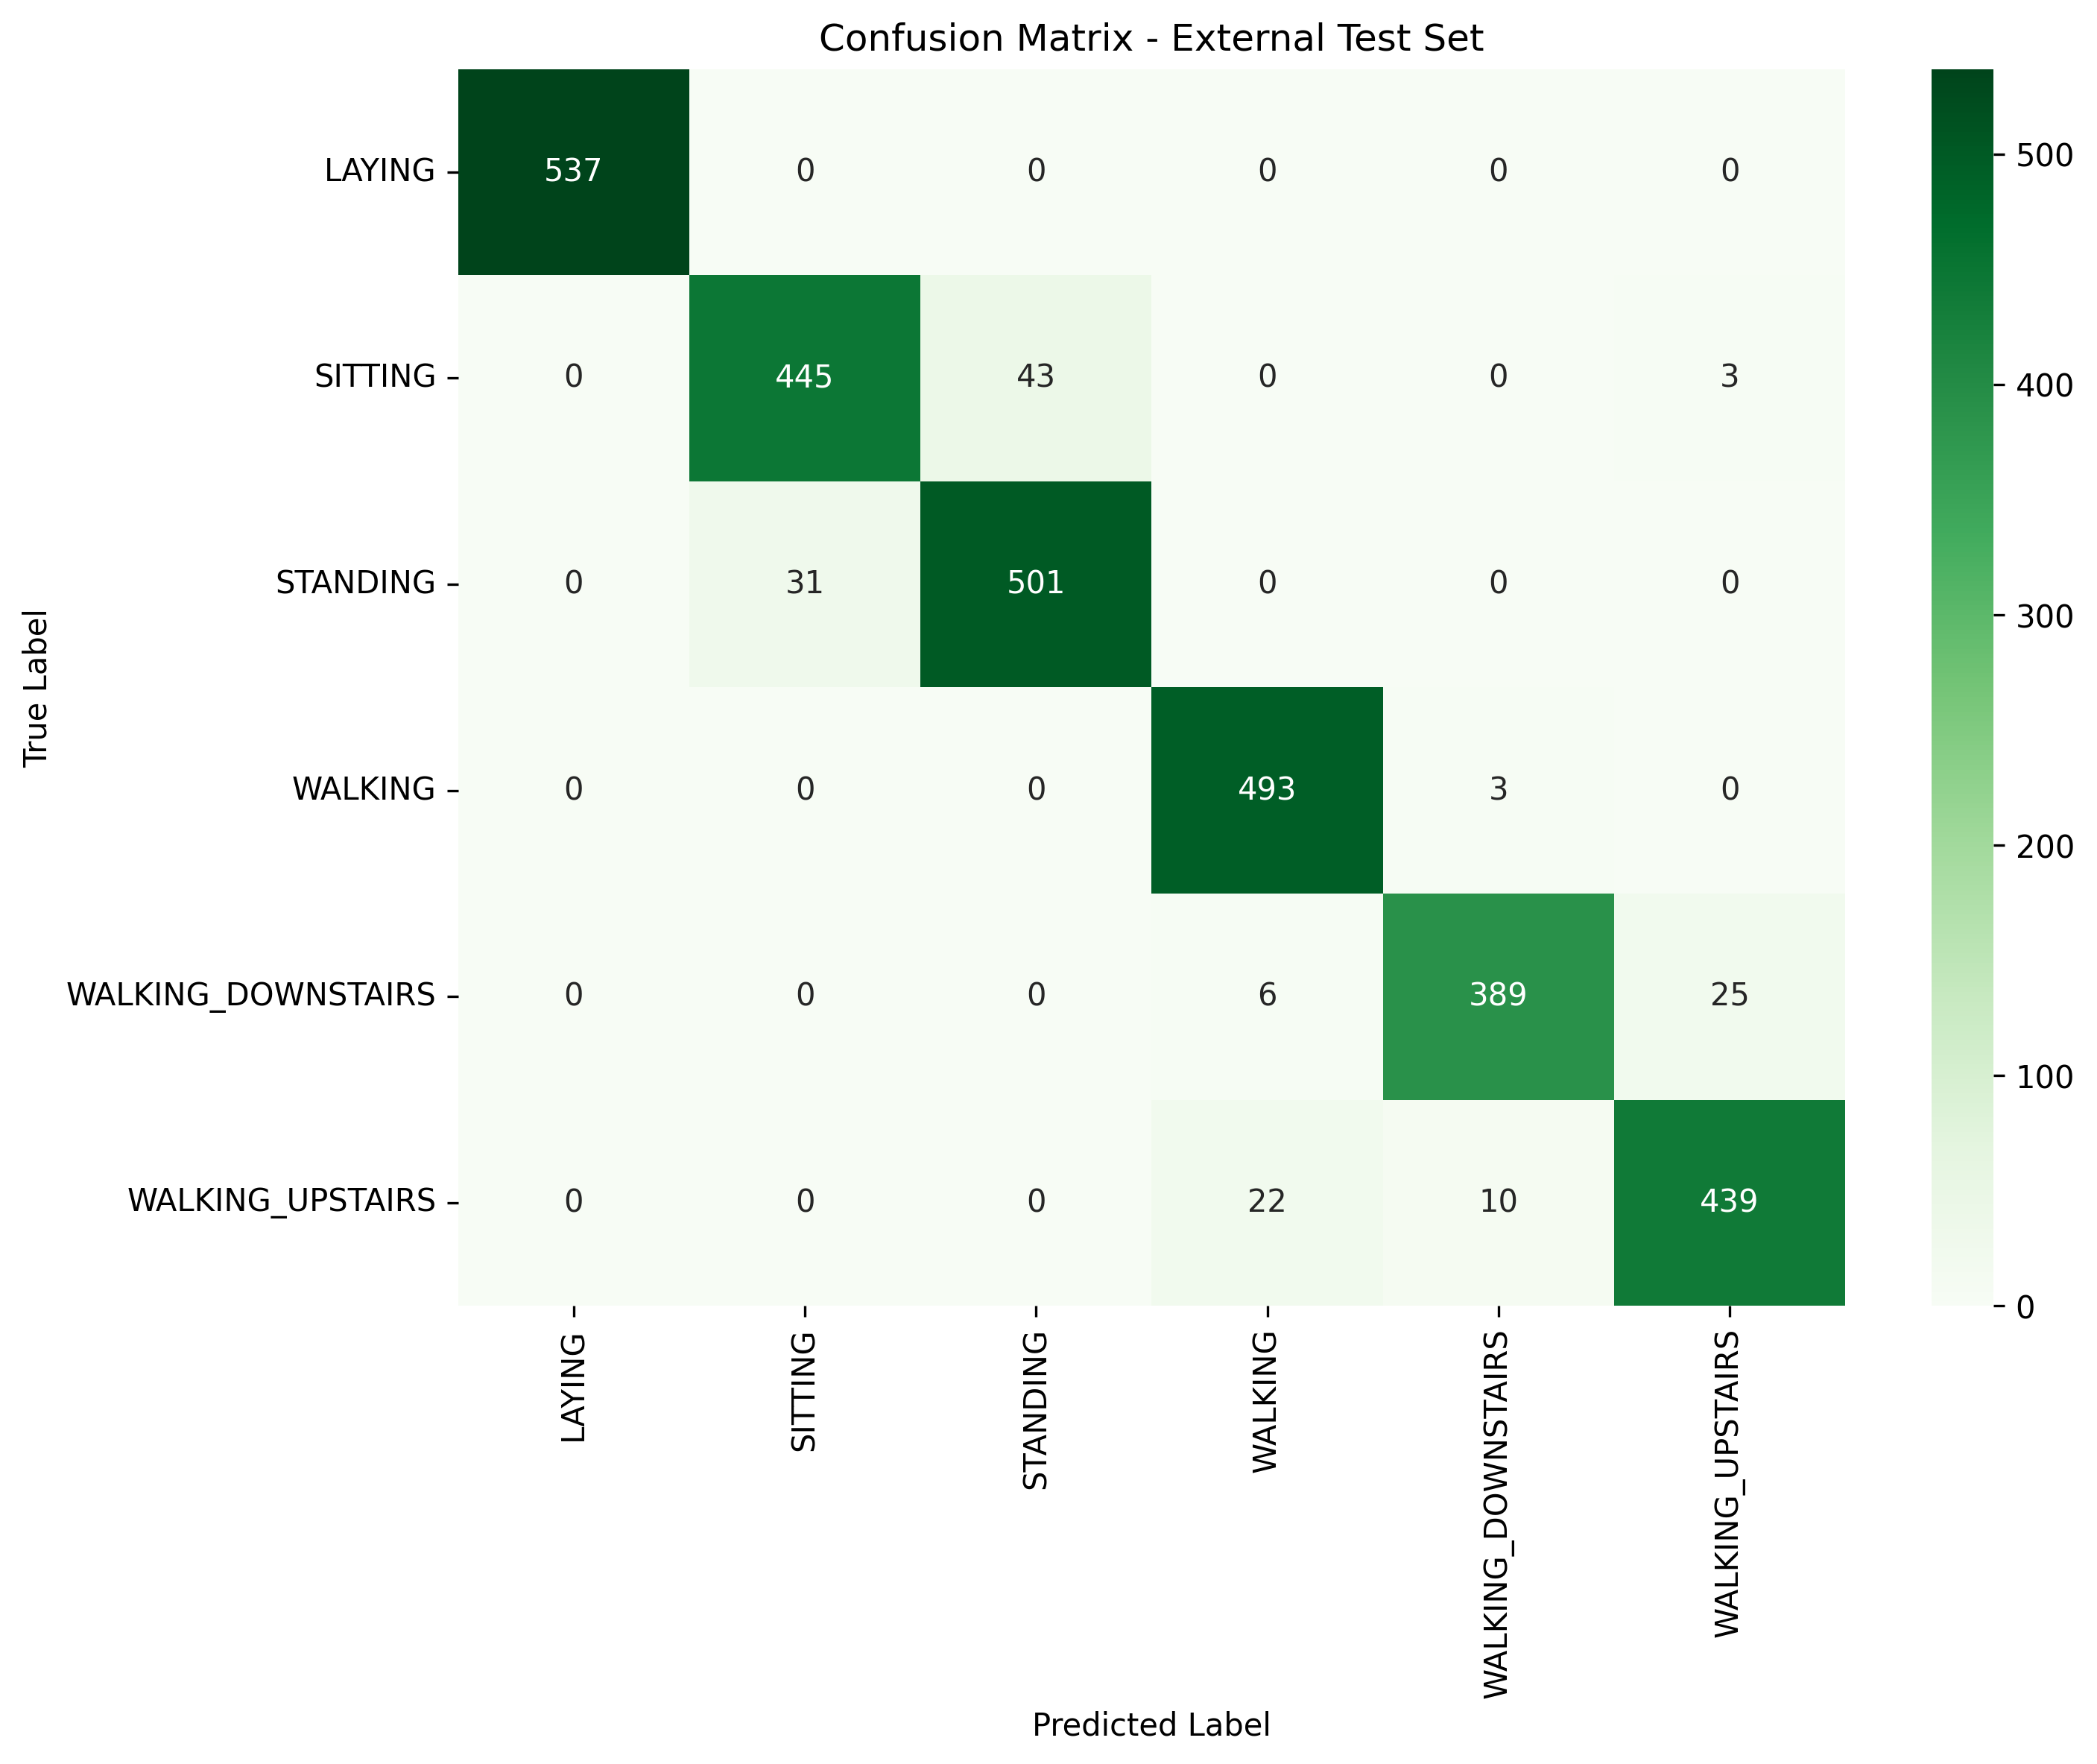 Confusion Matrix - External Test Set
True Label
LAYING 537 0 0 0 0 0
SITTING 0 445 43 0 0 3
STANDING 0 31 501 0 0 0
WALKING 0 0 0 493 3 0
WALKING_DOWNSTAIRS 0 0 0 6 389 25
WALKING_UPSTAIRS 0 0 0 22 10 439
LAYING
SITTING
STANDING
WALKING
WALKING_DOWNSTAIRS
WALKING_UPSTAIRS
Predicted Label
500
400
300
200
100
0